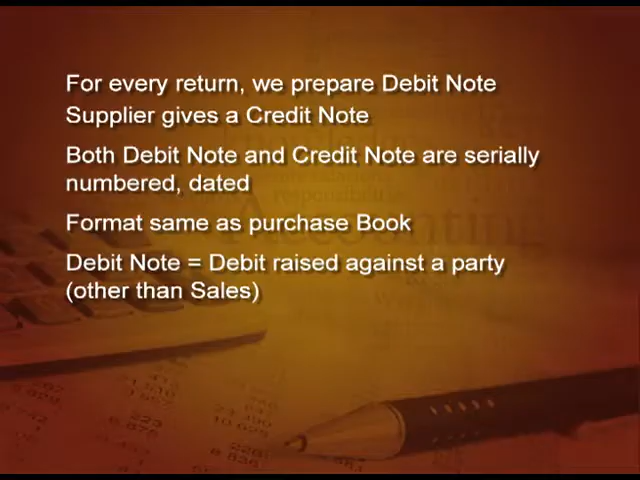 For every return, we prepare Debit Note
Supplier gives a Credit Note
Both Debit Note and Credit Note are serially
numbered, dated
Format same as purchase Book
Debit Note = Debit raised against a party
(other than Sales)